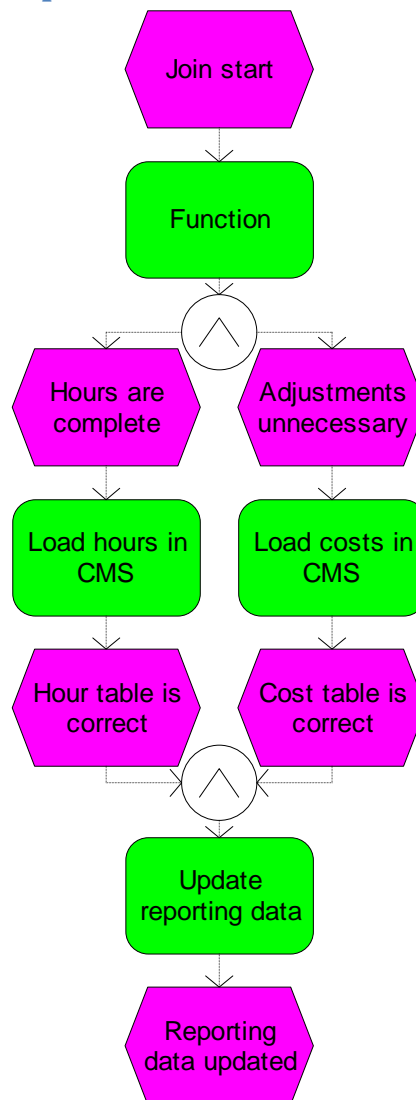 Join start
Function
Hours are
complete
Adjustments
unnecessary
Load hours in
CMS
Load costs in
CMS
Hour table is
correct
Cost table is
correct
Update
reporting data
Reporting
data updated